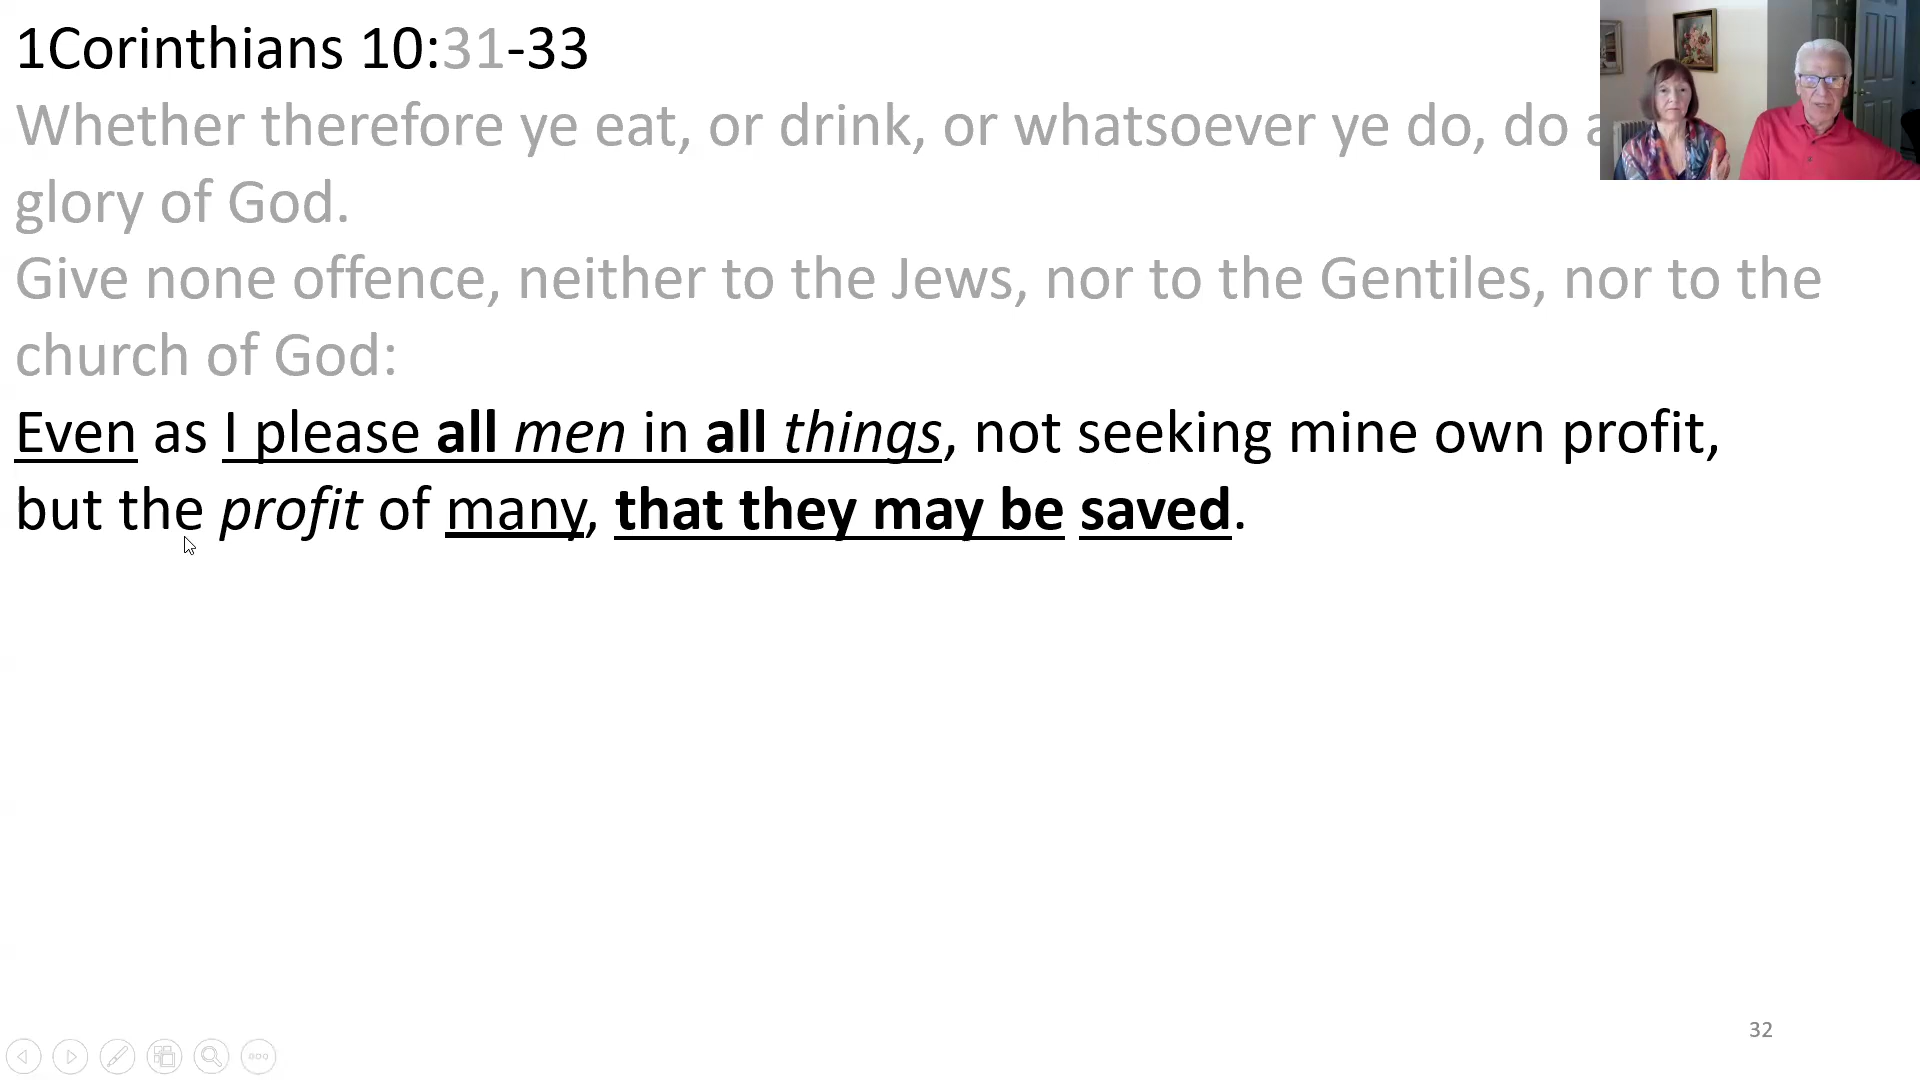 1Corinthians 10:31-33
Whether therefore ye eat, or drink, or whatsoever ye do, do
glory of God.
Give none offence, neither to the Jews, nor to the Gentiles, nor to the
church of God:
Even as I please all men in all things, not seeking mine own profit,
but the profit of many, that they may be saved.
32